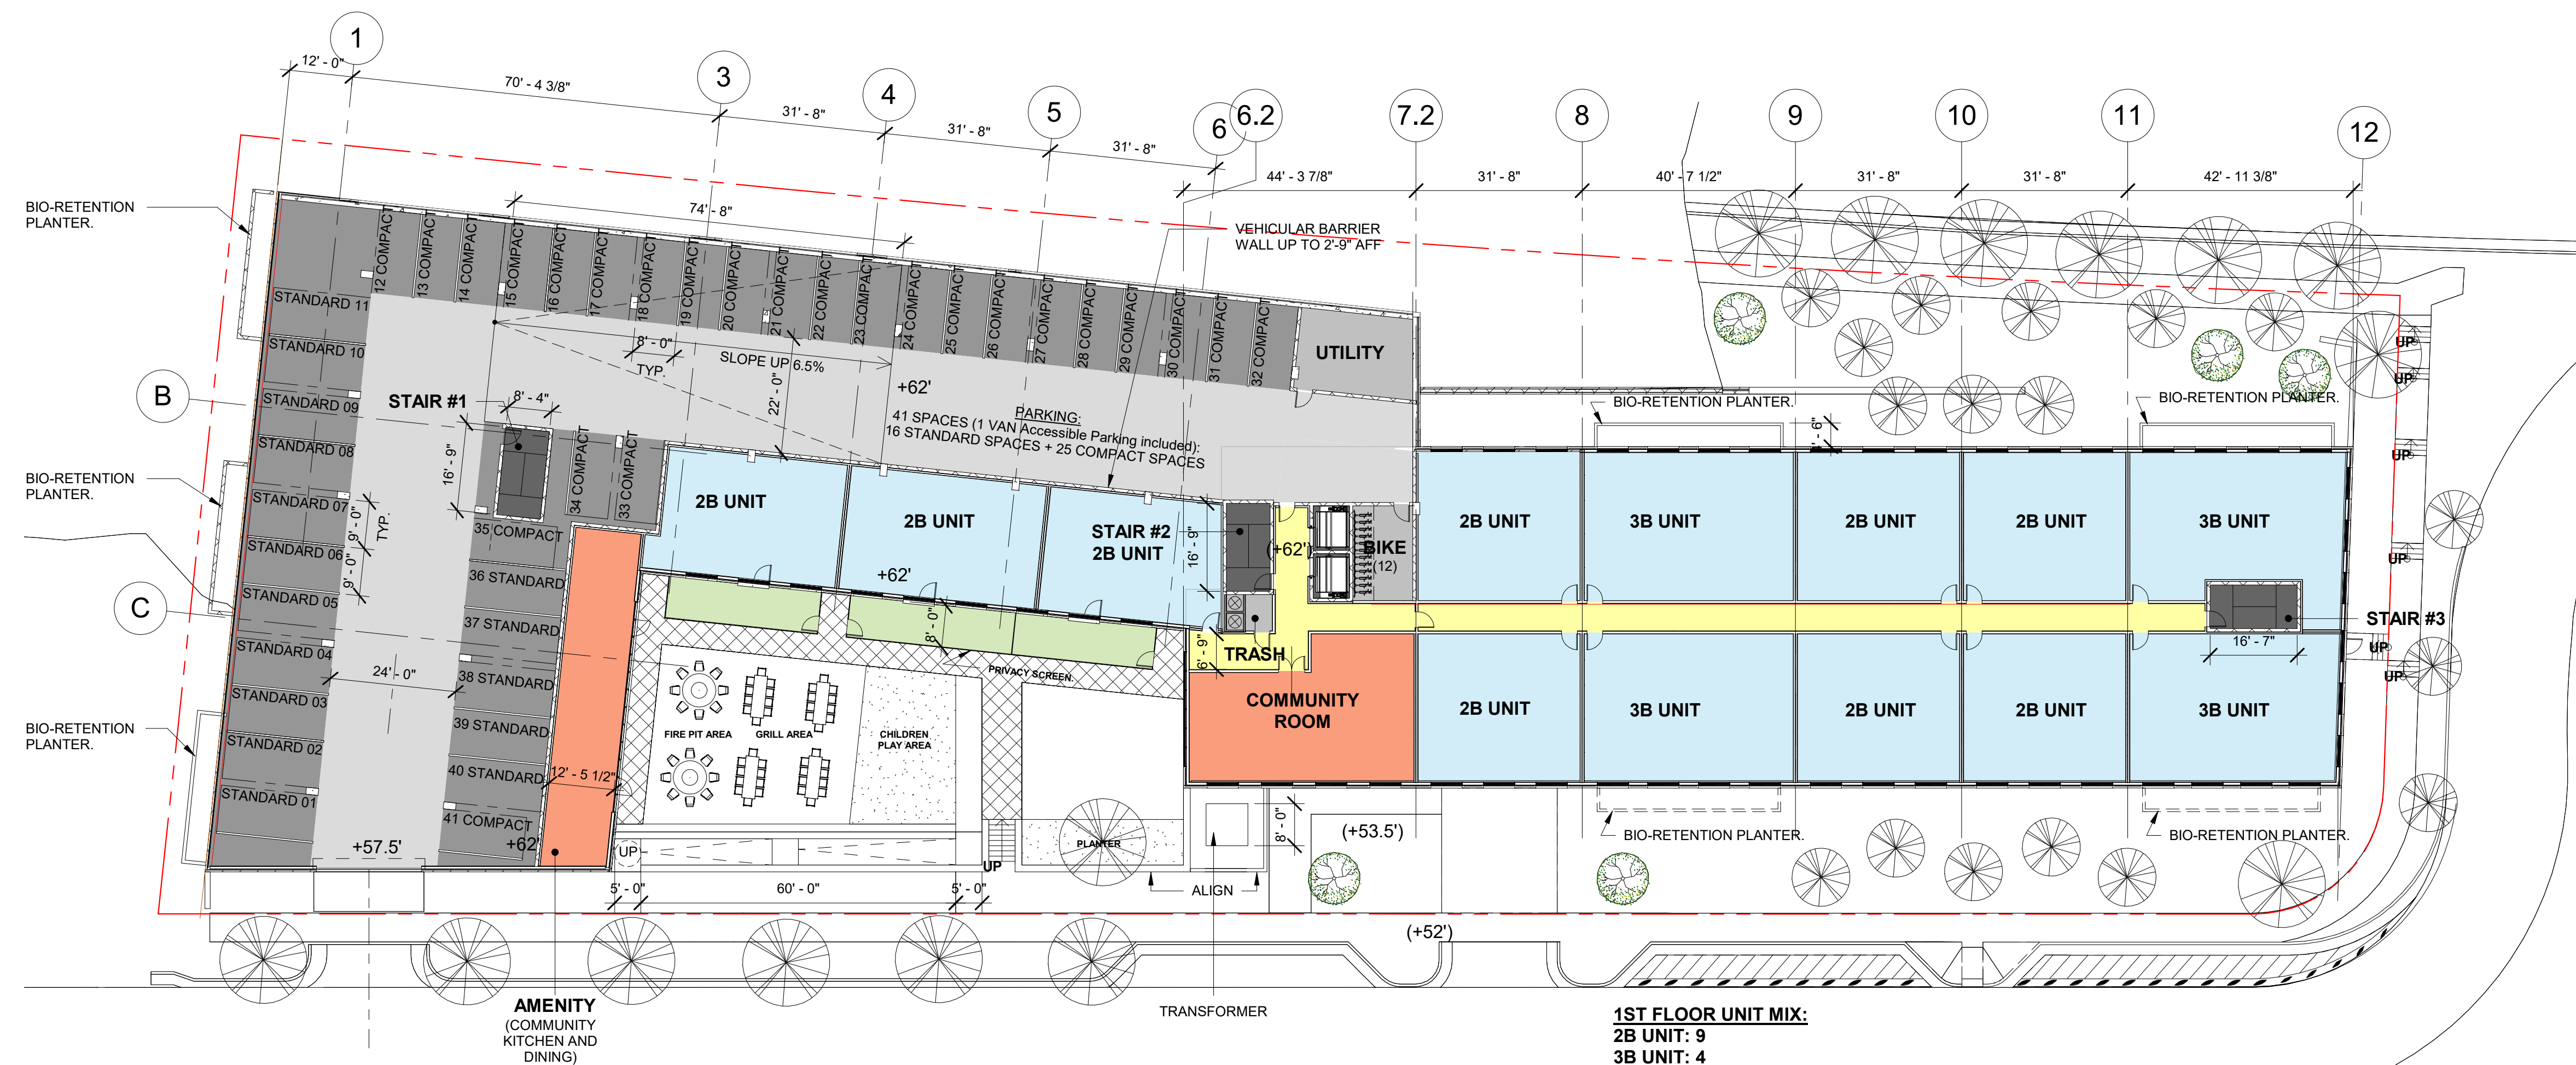 1
3
4
5
6
6.2
7.2
8
9
10
11
12
B
C
12' - 0"
70' - 4 3/8"
31' - 8"
31' - 8"
31' - 8"
44' - 3 7/8"
31' - 8"
40' - 7 1/2"
31' - 8"
31' - 8"
42' - 11 3/8"
BIO-RETENTION
PLANTER.
BIO-RETENTION
PLANTER.
BIO-RETENTION
PLANTER.
74' - 8"
VEHICULAR BARRIER
WALL UP TO 2'-9" AFF
12 COMPACT
13 COMPACT
14 COMPACT
15 COMPACT
16 COMPACT
17 COMPACT
18 COMPACT
19 COMPACT
20 COMPACT
21 COMPACT
22 COMPACT
23 COMPACT
24 COMPACT
25 COMPACT
26 COMPACT
27 COMPACT
28 COMPACT
29 COMPACT
30 COMPACT
31 COMPACT
32 COMPACT
UTILITY
STANDARD 11
STANDARD 10
STANDARD 09
STANDARD 08
STANDARD 07
STANDARD 06
STANDARD 05
STANDARD 04
STANDARD 03
STANDARD 02
STANDARD 01
8' - 0"
TYP.
SLOPE UP 6.5%
22' - 0"
+62'
PARKING:
41 SPACES (1 VAN Accessible Parking included):
16 STANDARD SPACES + 25 COMPACT SPACES
STAIR #1
8' - 4"
16' - 9"
34 COMPACT
33 COMPACT
35 COMPACT
36 STANDARD
37 STANDARD
38 STANDARD
39 STANDARD
40 STANDARD
41 COMPACT
9' - 0"
TYP.
9' - 0"
24' - 0"
12' - 5 1/2"
+57.5'
+62'
2B UNIT
2B UNIT
+62'
STAIR #2
2B UNIT
16' - 9"
(+62')
BIKE
(12)
TRASH
6' - 9"
COMMUNITY
ROOM
8' - 0"
PRIVACY SCREEN.
FIRE PIT AREA
GRILL AREA
CHILDREN
PLAY AREA
PLANTER
UP
UP
5' - 0"
60' - 0"
5' - 0"
ALIGN
8' - 0"
(+53.5')
(+52')
TRANSFORMER
AMENITY
(COMMUNITY
KITCHEN AND
DINING)
BIO-RETENTION PLANTER.
BIO-RETENTION PLANTER.
2B UNIT
3B UNIT
2B UNIT
2B UNIT
3B UNIT
STAIR #3
16' - 7"
2B UNIT
3B UNIT
2B UNIT
2B UNIT
3B UNIT
BIO-RETENTION PLANTER.
BIO-RETENTION PLANTER.
UP
UP
UP
UP
UP
UP
1ST FLOOR UNIT MIX:
2B UNIT: 9
3B UNIT: 4